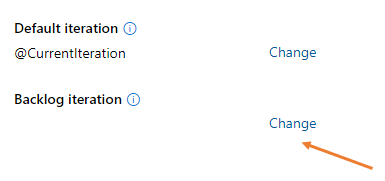 Default iteration
@CurrentIteration Change
Backlog iteration
Change